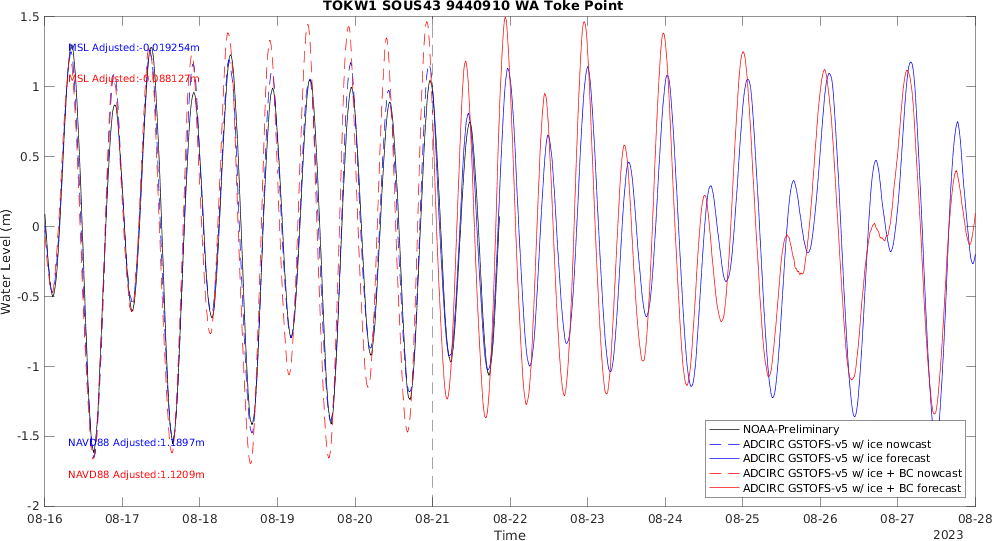 TOKW1 SOUS43 9440910 WA Toke Point
1.5
1
0.5
0
-0.5
-1
-1.5
-2
Water Level (m)
MSL Adjusted:-0.019254m
MSL Adjusted:-0.088127m
NAVD88 Adjusted:1.1897m
NAVD88 Adjusted:1.1209m
NOAA-Preliminary
ADCIRC GSTOFS-v5 w/ ice nowcast
ADCIRC GSTOFS-v5 w/ ice forecast
ADCIRC GSTOFS-v5 w/ ice + BC nowcast
ADCIRC GSTOFS-v5 w/ ice + BC forecast
08-16 08-17 08-18 08-19 08-20 08-21 08-22 08-23 08-24 08-25 08-26 08-27 08-28
Time
2023